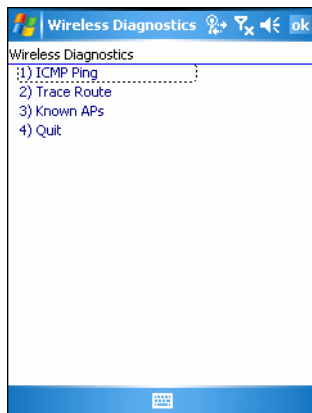 Wireless Diagnostics ok
Wireless Diagnostics
1) ICMP Ping
2) Trace Route
3) Known APs
4) Quit